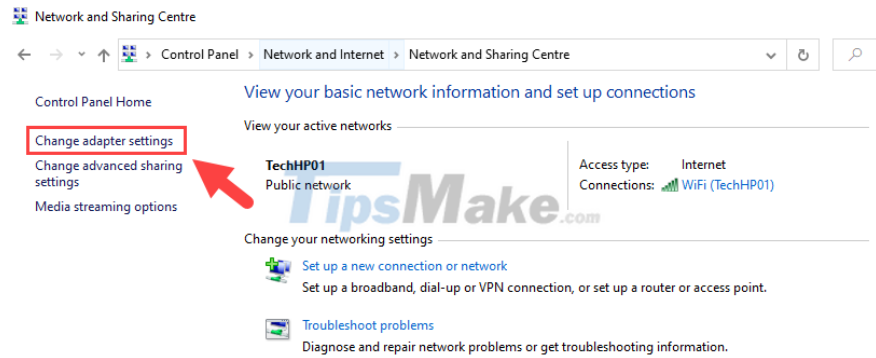 Network and Sharing Centre
Control Panel > Network and Internet > Network and Sharing Centre
Control Panel Home
Change adapter settings
Change advanced sharing
settings
Media streaming options
View your basic network information and set up connections
View your active networks
TechHP01
Public network
Access type: Internet
Connections: WiFi (TechHP01)
TipsMake.com
Change your networking settings
Set up a new connection or network
Set up a broadband, dial-up or VPN connection, or set up a router or access point.
Troubleshoot problems
Diagnose and repair network problems or get troubleshooting information.